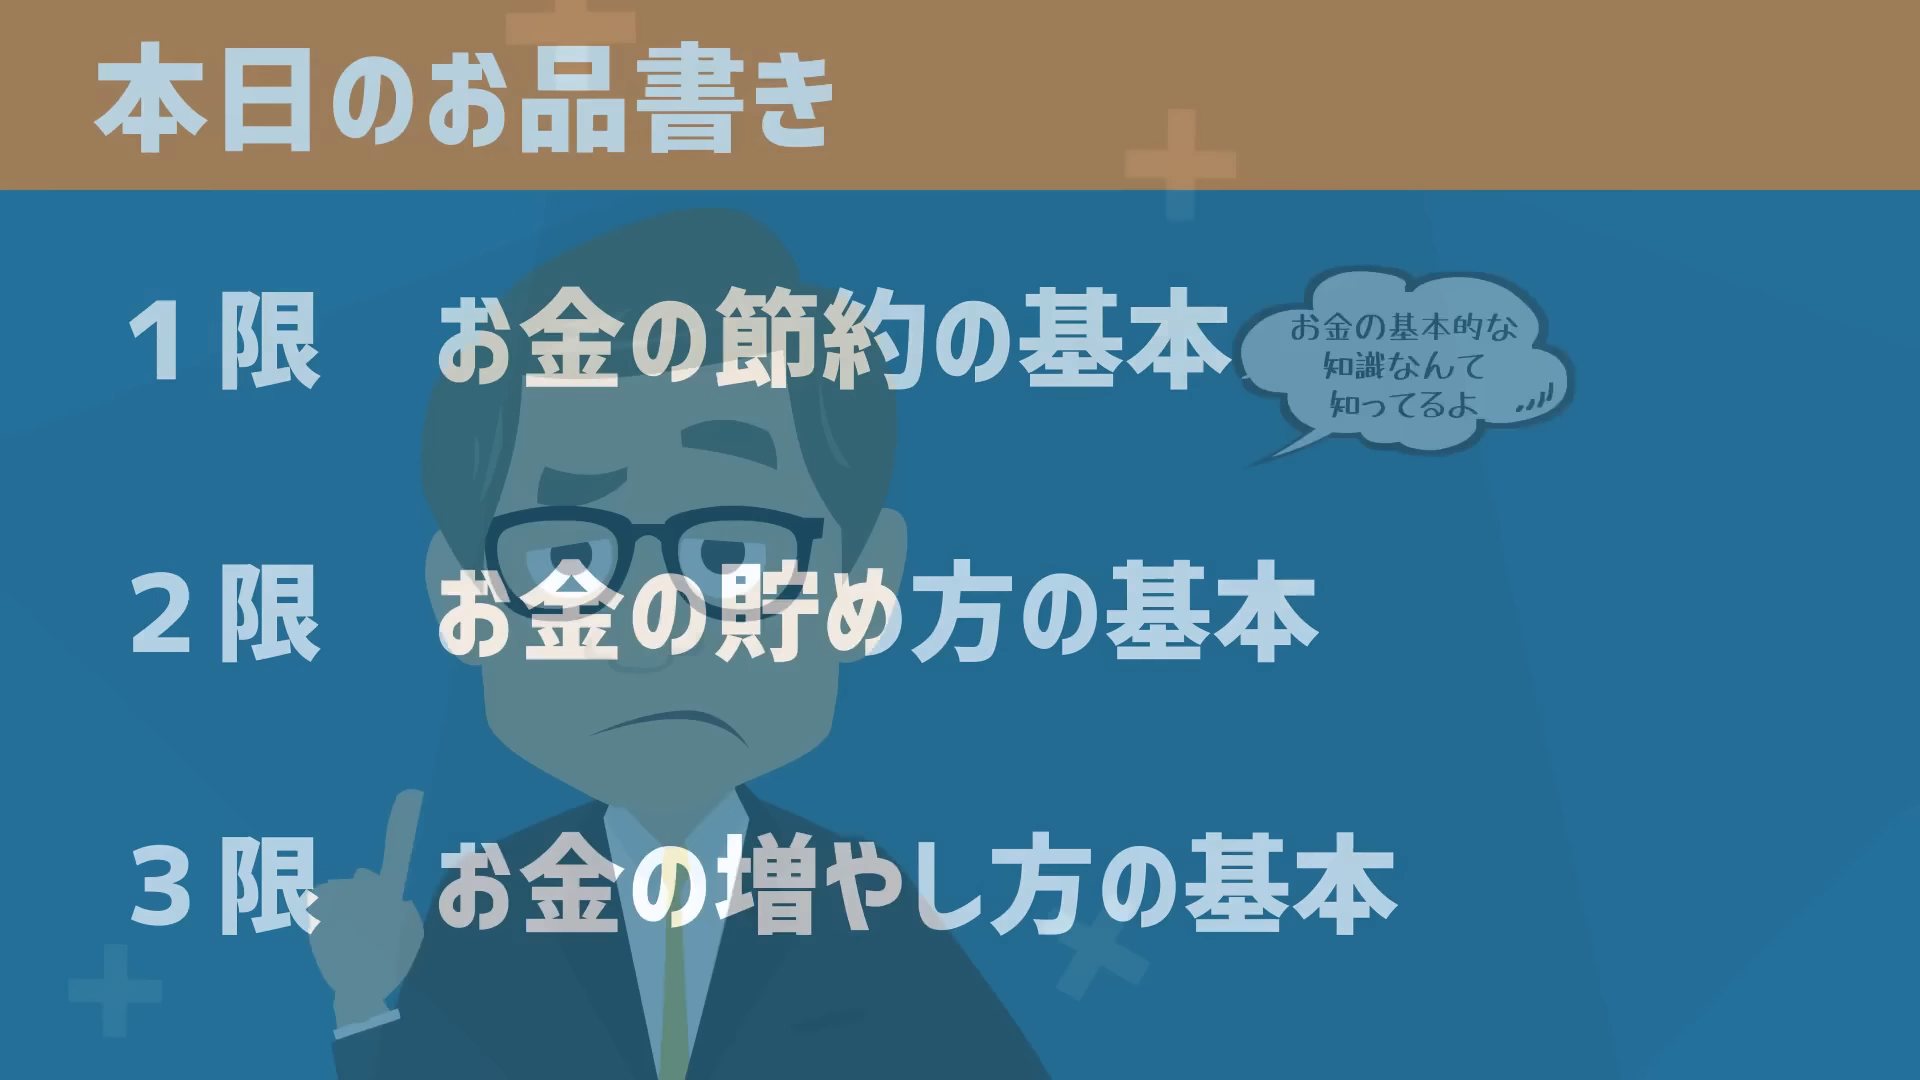 本日のお品書き
１限　お金の節約の基本
お金の基本的な
知識なんて
知ってるよ
２限　お金の貯め方の基本
３限　お金の増やし方の基本